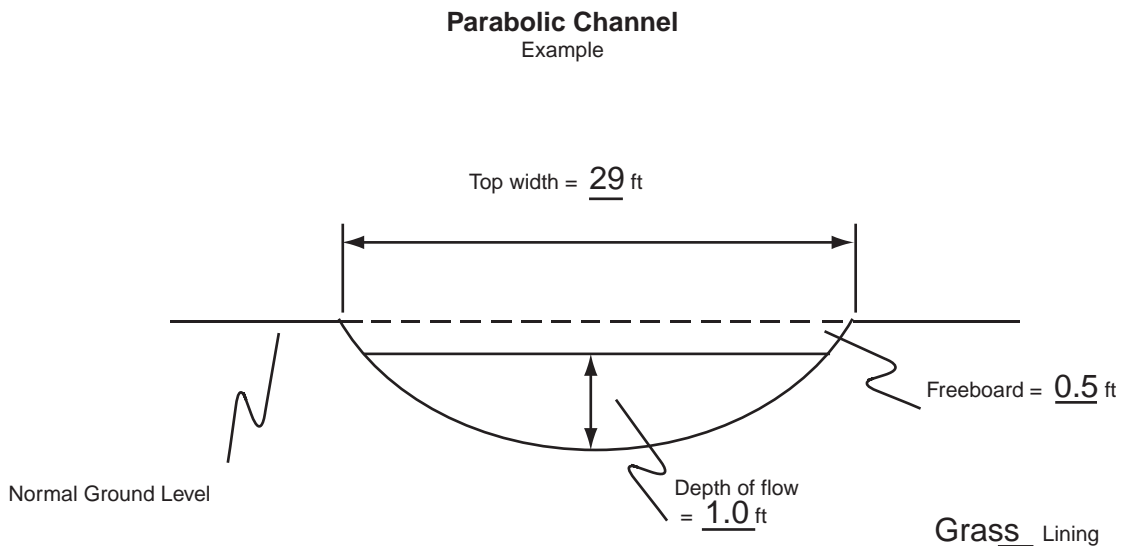 Parabolic Channel
Example
Top width = 29 ft
Freeboard = 0.5 ft
Normal Ground Level
Depth of flow
= 1.0 ft
Grass Lining